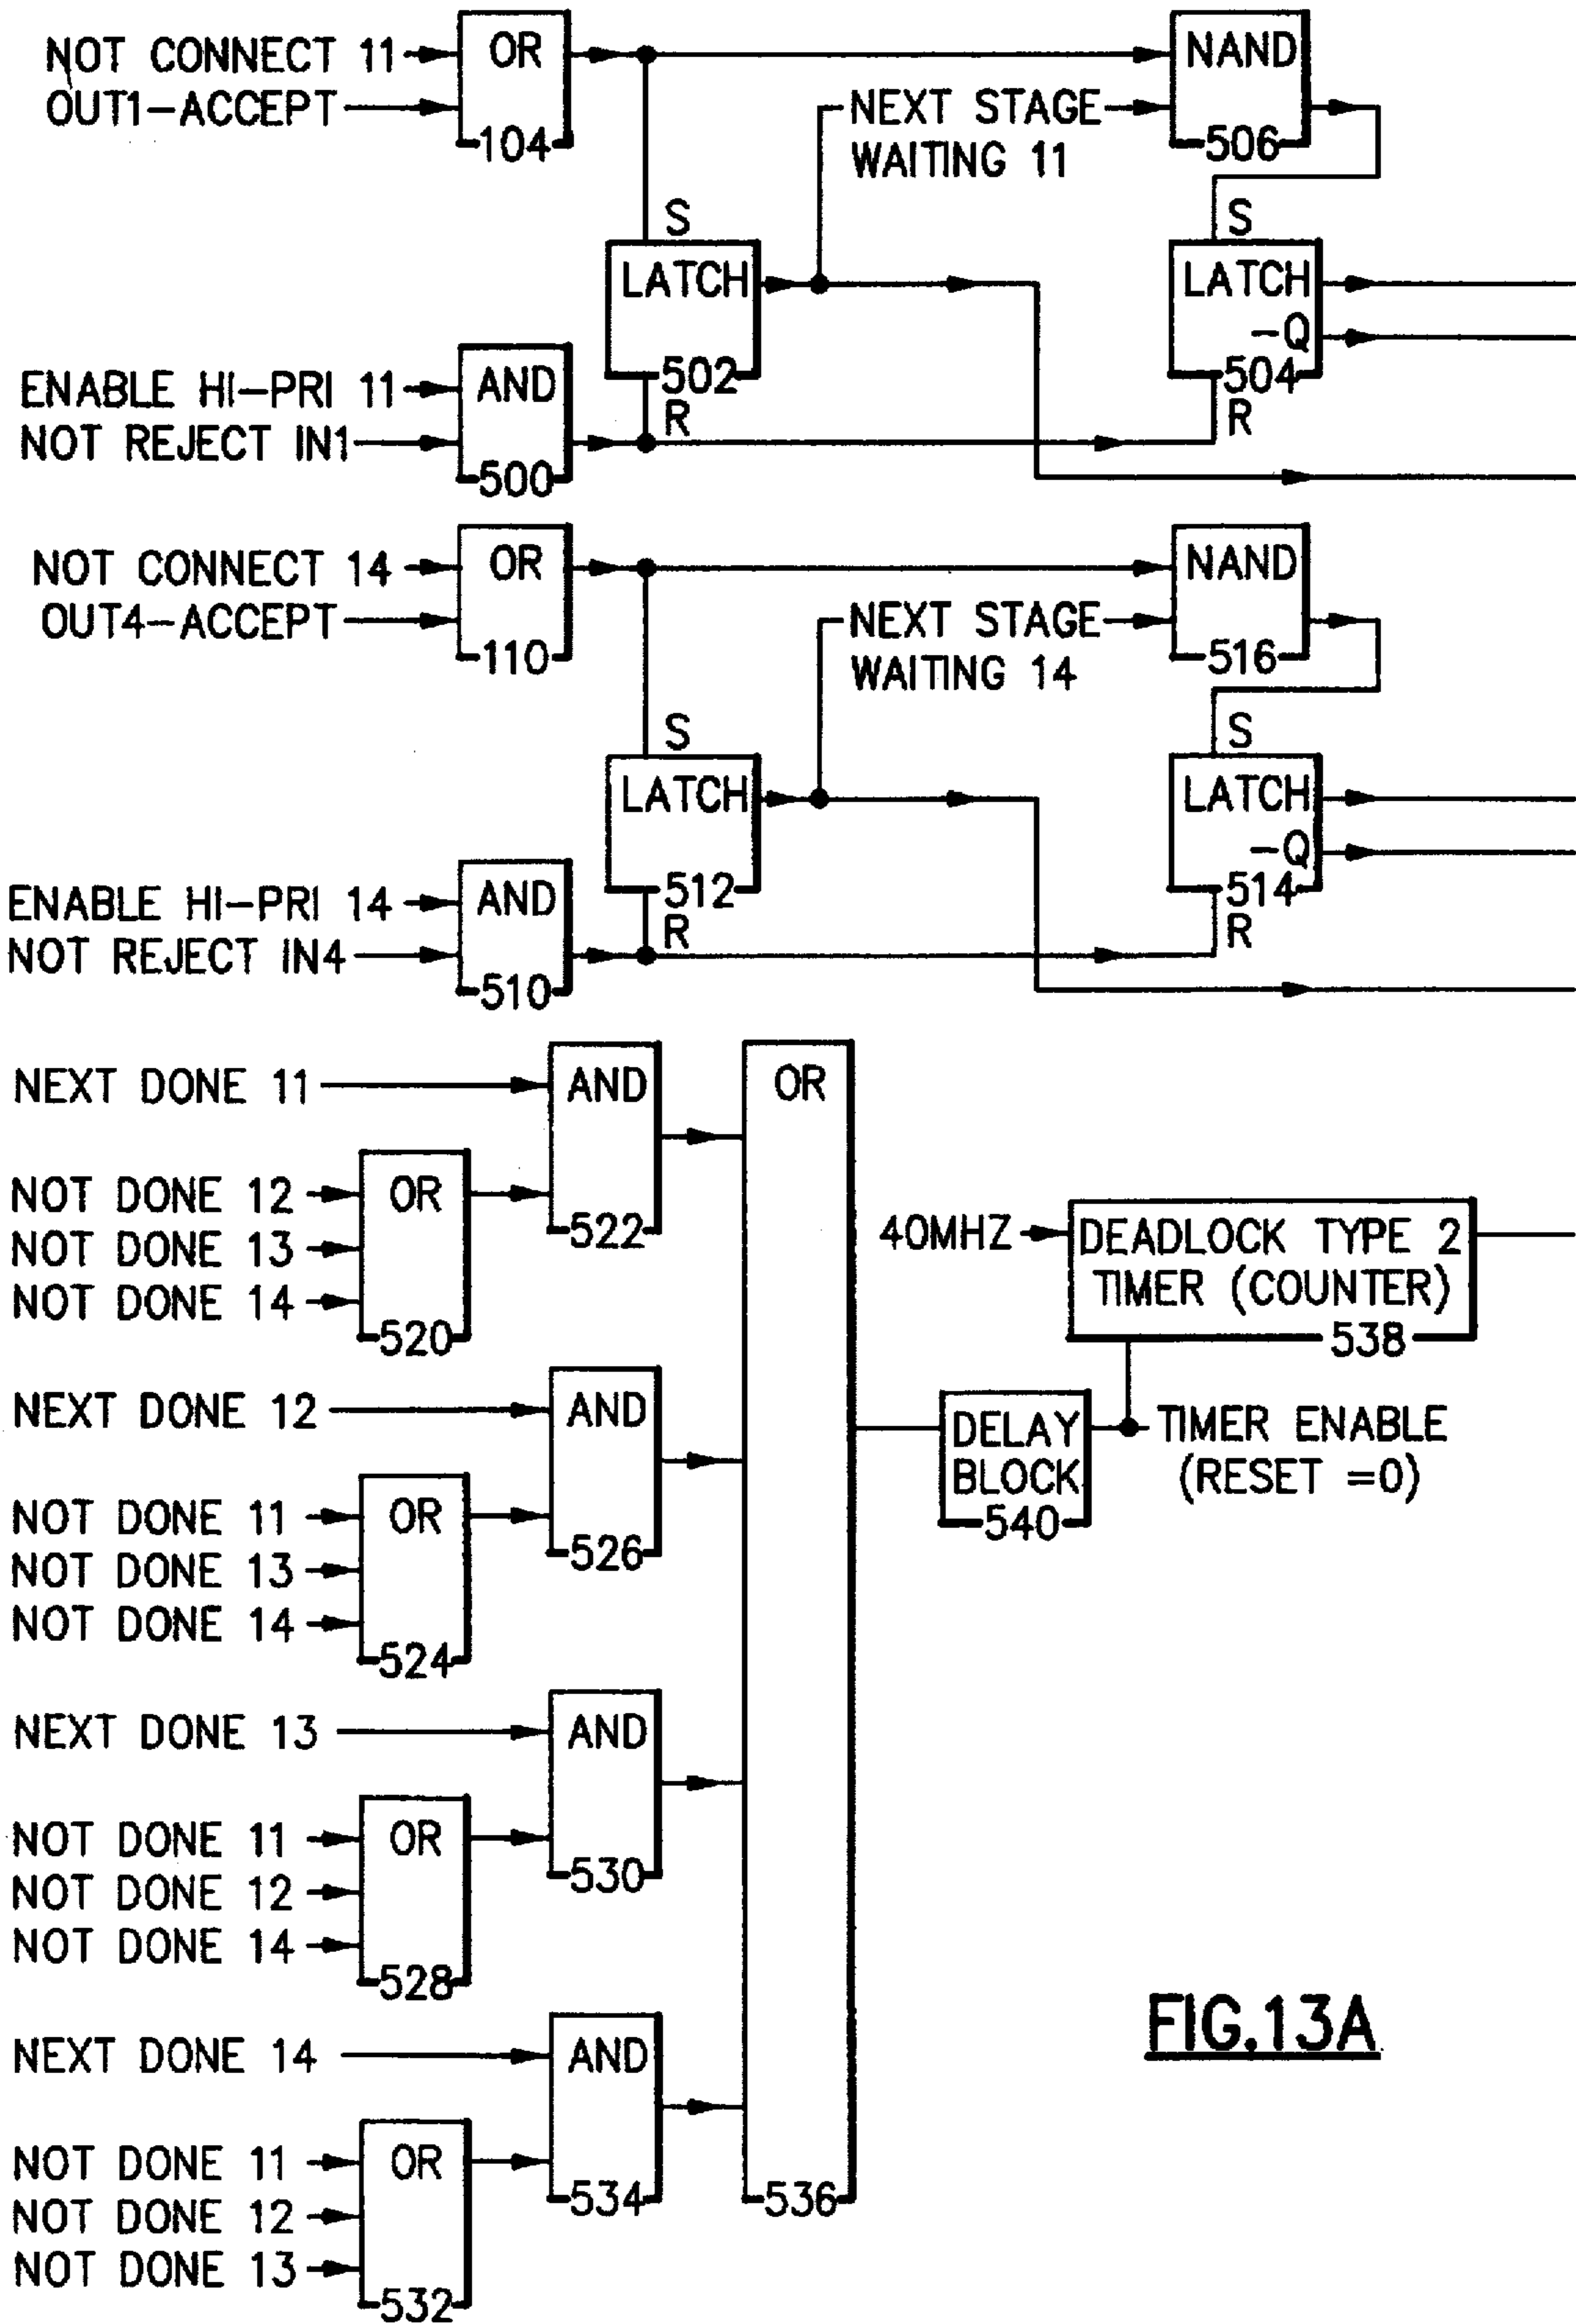 NOT CONNECT 11
OUT1-ACCEPT
OR
104
NEXT STAGE
WAITING 11
NAND
506
S
LATCH
502
R
S
LATCH
-Q
504
R
ENABLE HI-PRI 11
NOT REJECT IN1
AND
500
NOT CONNECT 14
OUT4-ACCEPT
OR
110
NEXT STAGE
WAITING 14
NAND
516
S
LATCH
512
R
S
LATCH
-Q
514
R
ENABLE HI-PRI 14
NOT REJECT IN4
AND
510
NEXT DONE 11
AND
522
NOT DONE 12
NOT DONE 13
NOT DONE 14
OR
520
NEXT DONE 12
AND
526
NOT DONE 11
NOT DONE 13
NOT DONE 14
OR
524
NEXT DONE 13
AND
530
NOT DONE 11
NOT DONE 12
NOT DONE 14
OR
528
NEXT DONE 14
AND
534
NOT DONE 11
NOT DONE 12
NOT DONE 13
OR
532
OR
536
40MHZ
DEADLOCK TYPE 2
TIMER (COUNTER)
538
DELAY
BLOCK
540
TIMER ENABLE
(RESET =0)
FIG.13A